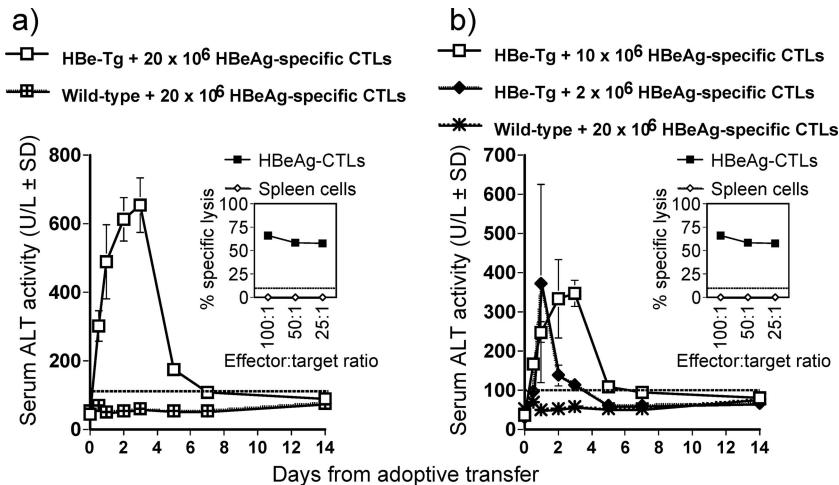 a)
HBe-Tg + 20 x 10⁶ HBeAg-specific CTLs
Wild-type + 20 x 10⁶ HBeAg-specific CTLs
Serum ALT activity (U/L ± SD)
800
600
400
200
0
0 2 4 6 8 10 12 14
HBeAg-CTLs
Spleen cells
% specific lysis
100
75
50
25
0
100:1
50:1
25:1
Effector:target ratio
b)
HBe-Tg + 10 x 10⁶ HBeAg-specific CTLs
HBe-Tg + 2 x 10⁶ HBeAg-specific CTLs
Wild-type + 20 x 10⁶ HBeAg-specific CTLs
Serum ALT activity (U/L ± SD)
700
600
500
400
300
200
100
0
0 2 4 6 8 10 12 14
HBeAg-CTLs
Spleen cells
% specific lysis
100
75
50
25
0
100:1
50:1
25:1
Effector:target ratio
Days from adoptive transfer